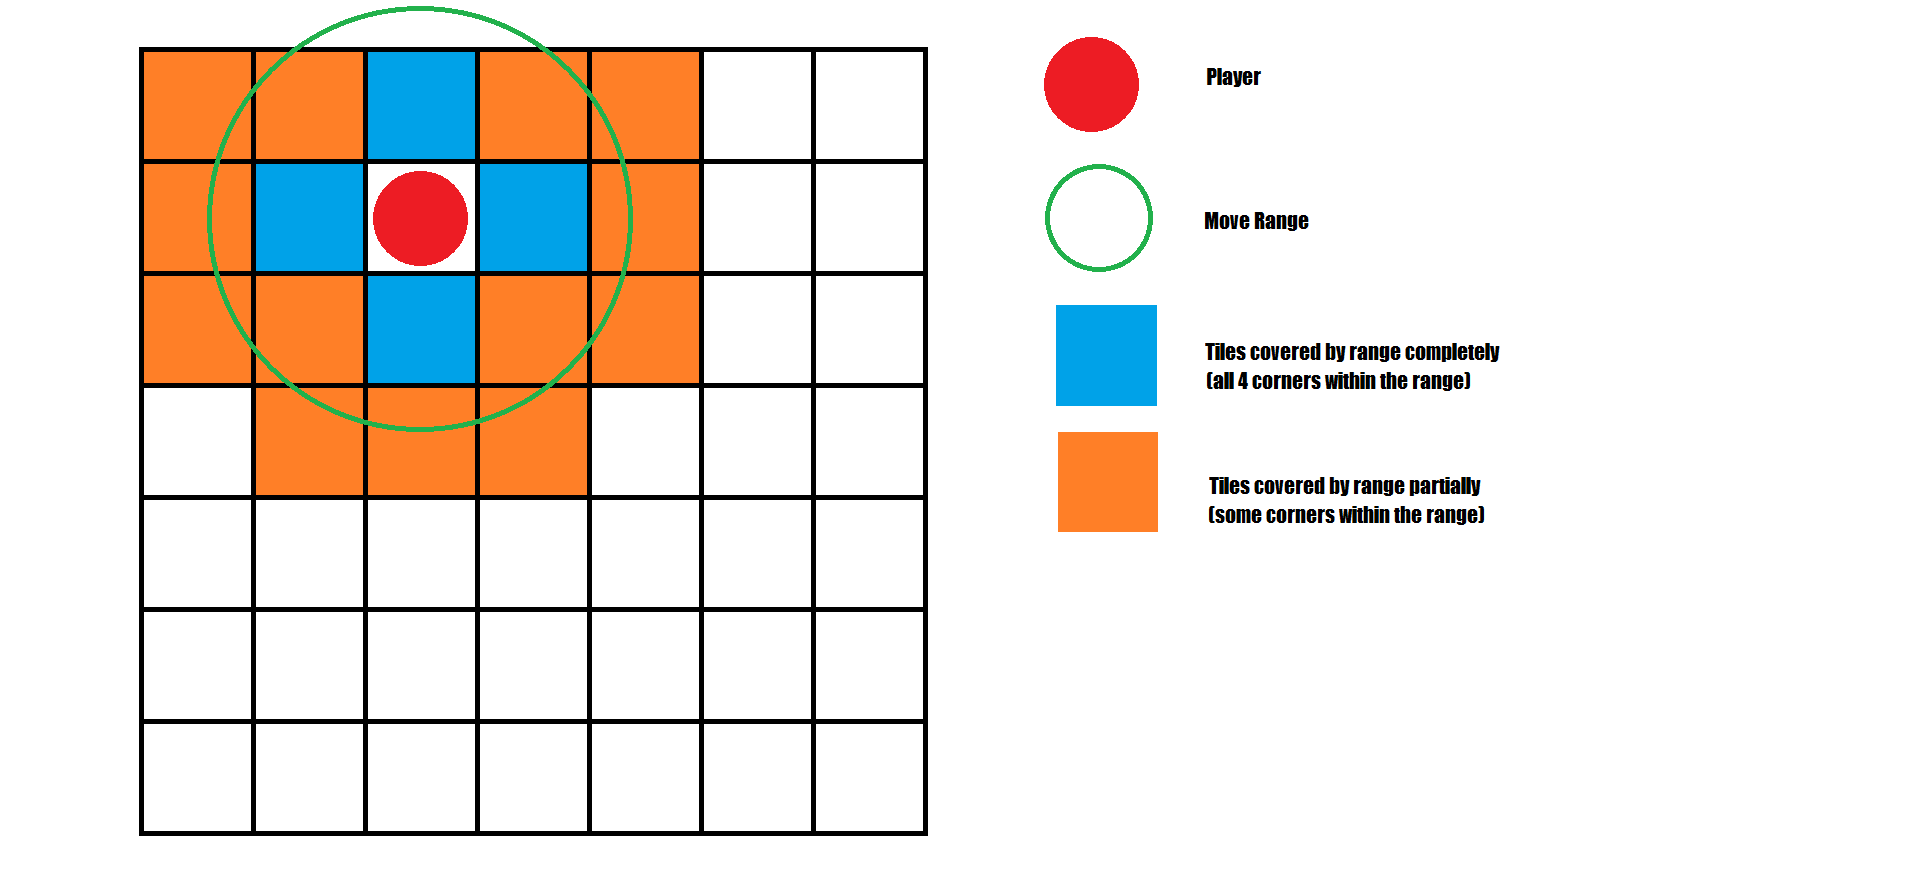 Player
Move Range
Tiles covered by range completely
(all 4 corners within the range)
Tiles covered by range partially
(some corners within the range)